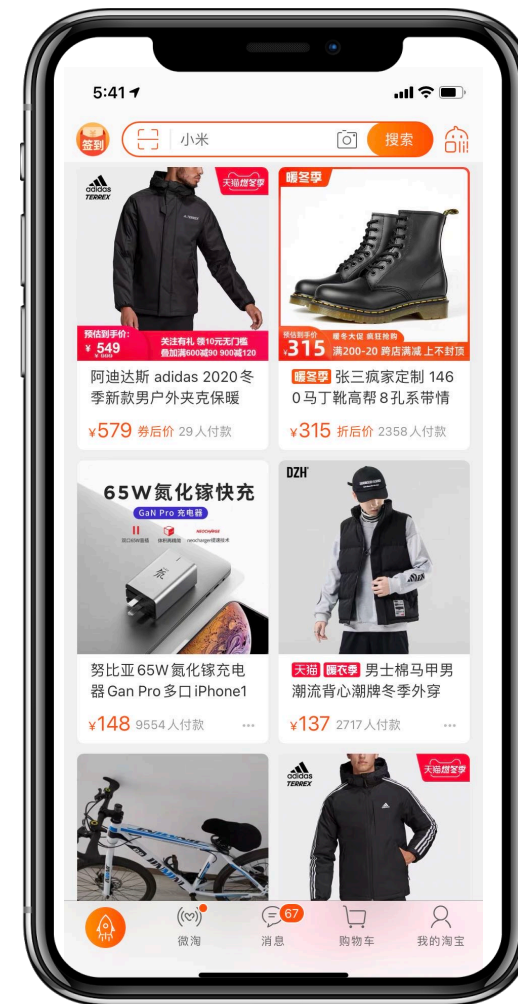 5:41
签到
小米
搜索
adidas
TERREX
天猫燃冬季
预估到手价:
¥ 549
关注有礼 领10元无门槛
叠加满600减90 900减120
阿迪达斯 adidas 2020冬
季新款男户外夹克保暖
¥579 券后价 29人付款
暖冬季
预估到手价:
¥315
暖冬大促 疯狂抢购
满200-20 跨店满减 上不封顶
暖冬季 张三疯家定制 146
0马丁靴高帮8孔系带情
¥315 折后价 2358人付款
65W氮化镓快充
GaN Pro 充电器
氘
努比亚65W氮化镓充电
器Gan Pro多口iPhone1
¥148 9554人付款
DZH
天猫 暖衣季 男士棉马甲男
潮流背心潮牌冬季外穿
¥137 2717人付款
adidas
TERREX
天猫燃冬季
adidas
67
微淘
消息
购物车
我的淘宝